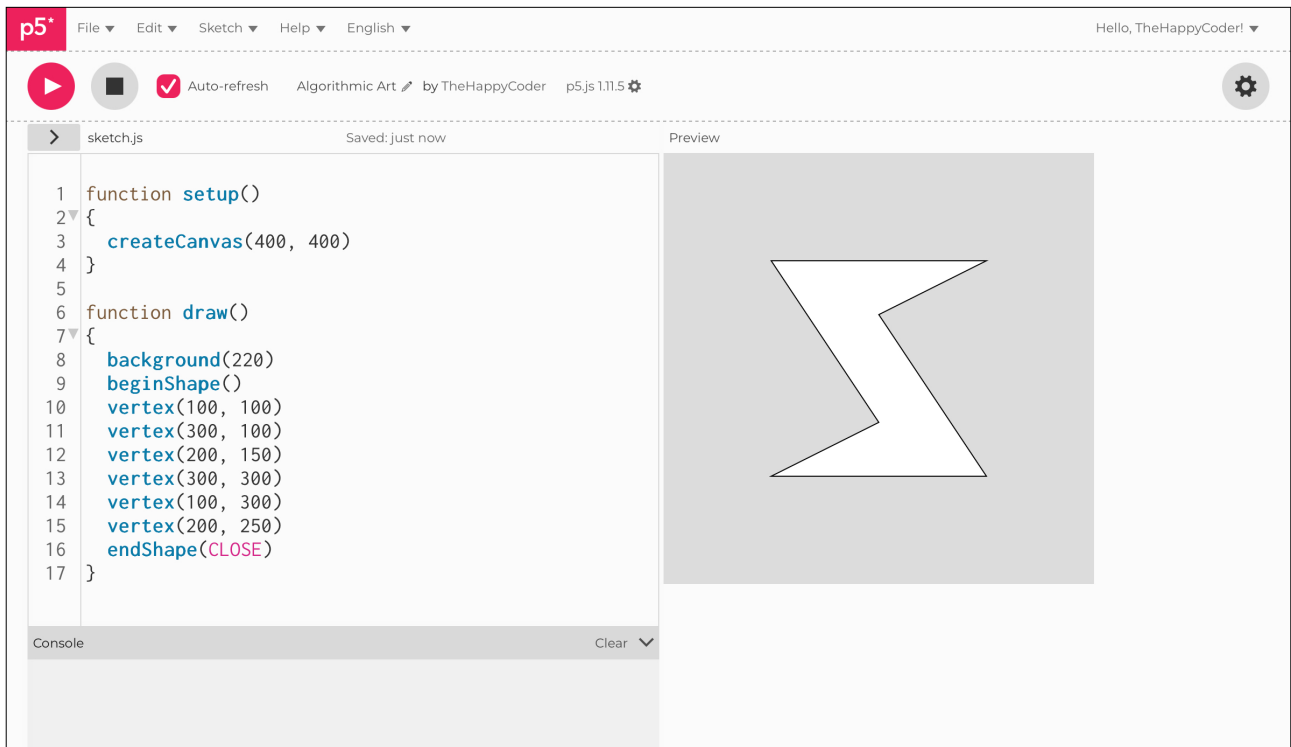 p5* File Edit Sketch Help English Hello, TheHappyCoder!
Auto-refresh Algorithmic Art by TheHappyCoder p5.js 1.11.5
sketch.js Saved: just now Preview
1 function setup()
2 {
3 createCanvas(400, 400)
4 }
5
6 function draw()
7 {
8 background(220)
9 beginShape()
10 vertex(100, 100)
11 vertex(300, 100)
12 vertex(200, 150)
13 vertex(300, 300)
14 vertex(100, 300)
15 vertex(200, 250)
16 endShape(CLOSE)
17 }
Console Clear